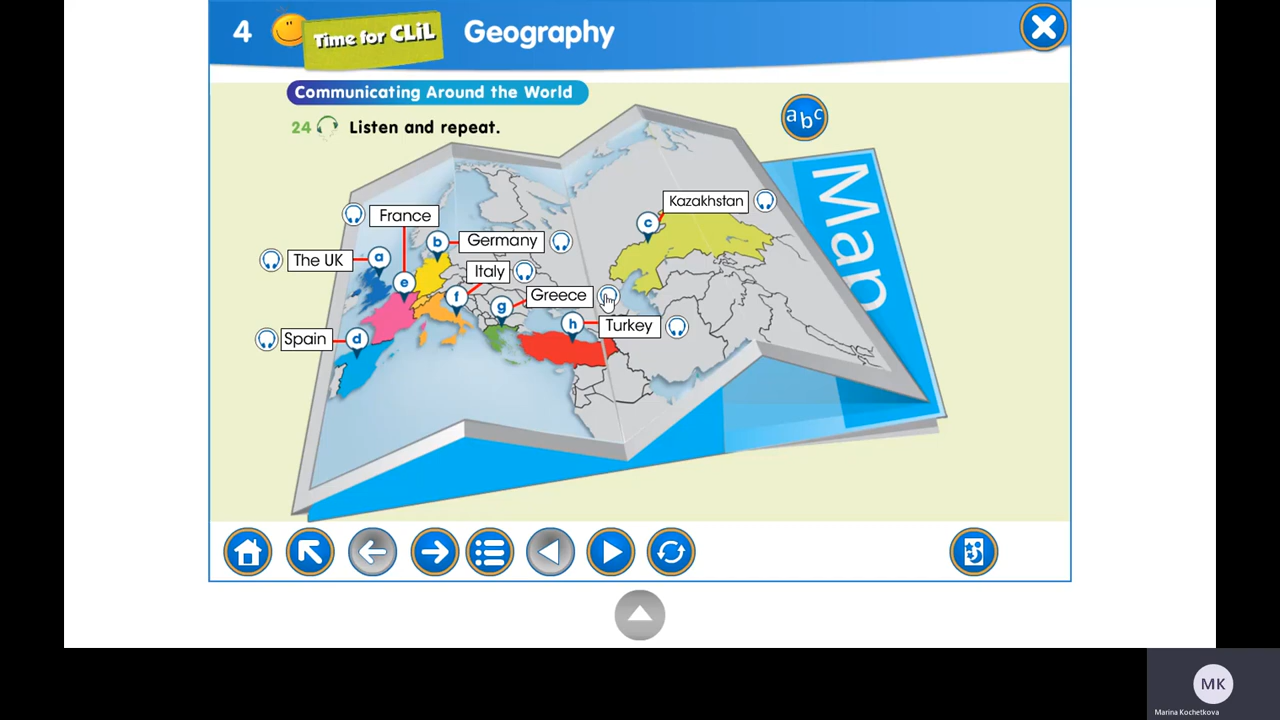 4 Time for CLiL Geography
Communicating Around the World
24 Listen and repeat.
abc
Map
Kazakhstan
c
France
b Germany
The UK a
Italy
e
f
Greece
g
h
Turkey
Spain d
MK
Marina Kochetkova